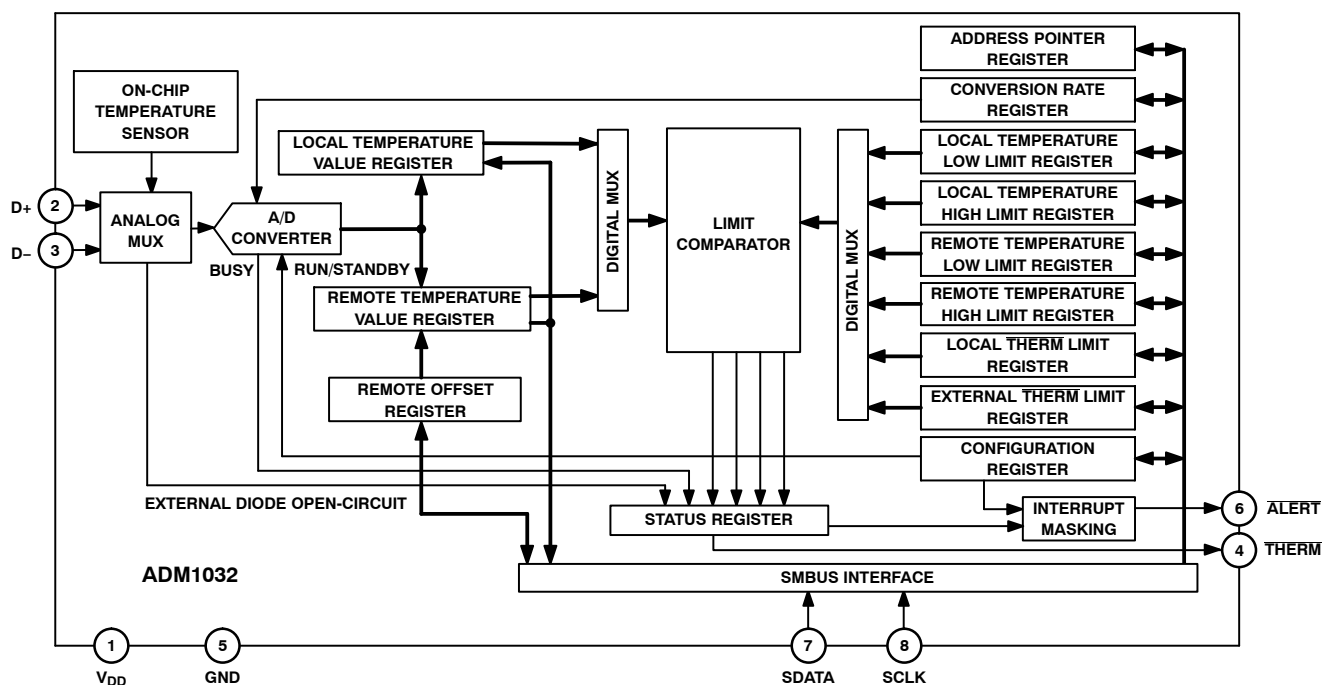 ADDRESS POINTER
REGISTER
ON-CHIP
TEMPERATURE
SENSOR
CONVERSION RATE
REGISTER
LOCAL TEMPERATURE
VALUE REGISTER
DIGITAL MUX
LIMIT
COMPARATOR
DIGITAL MUX
LOCAL TEMPERATURE
LOW LIMIT REGISTER
LOCAL TEMPERATURE
HIGH LIMIT REGISTER
REMOTE TEMPERATURE
LOW LIMIT REGISTER
REMOTE TEMPERATURE
HIGH LIMIT REGISTER
LOCAL THERM LIMIT
REGISTER
EXTERNAL THERM LIMIT
REGISTER
CONFIGURATION
REGISTER
D+ 2
D– 3
ANALOG
MUX
A/D
CONVERTER
BUSY
RUN/STANDBY
REMOTE TEMPERATURE
VALUE REGISTER
REMOTE OFFSET
REGISTER
EXTERNAL DIODE OPEN-CIRCUIT
STATUS REGISTER
INTERRUPT
MASKING
6 ALERT
4 THERM
ADM1032
SMBUS INTERFACE
1
VDD
5
GND
7
SDATA
8
SCLK